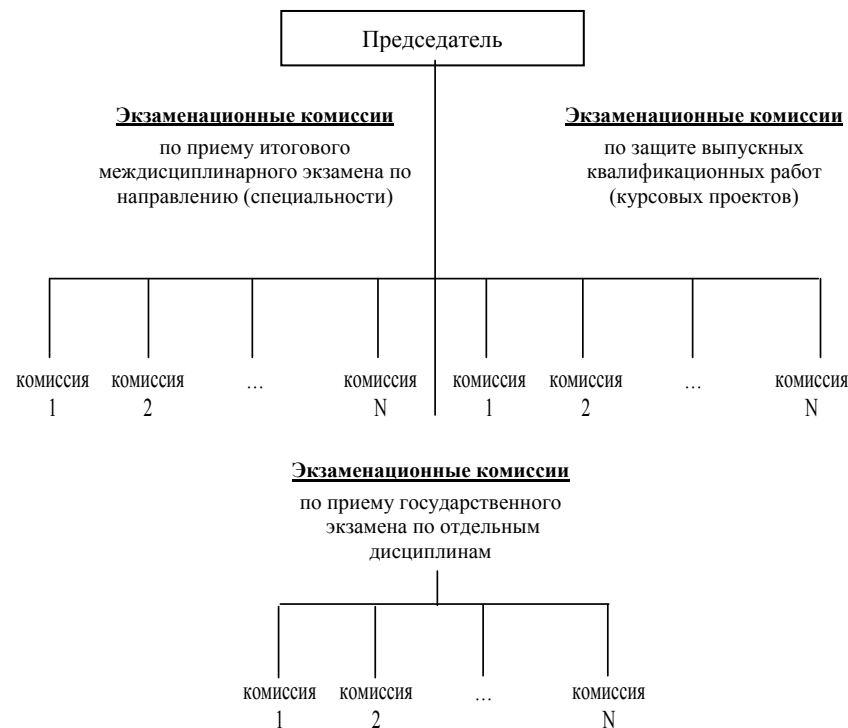 Председатель
Экзаменационные комиссии
по приему итогового
междисциплинарного экзамена по
направлению (специальности)
Экзаменационные комиссии
по защите выпускных
квалификационных работ
(курсовых проектов)
комиссия 1
комиссия 2
...
комиссия N
комиссия 1
комиссия 2
...
комиссия N
Экзаменационные комиссии
по приему государственного
экзамена по отдельным
дисциплинам
комиссия 1
комиссия 2
...
комиссия N